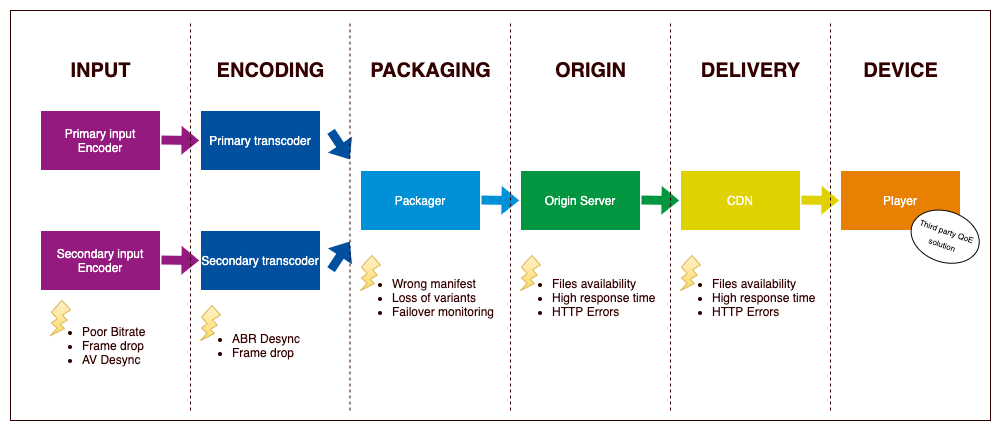 INPUT
ENCODING
PACKAGING
ORIGIN
DELIVERY
DEVICE
Primary input
Encoder
Primary transcoder
Packager
Origin Server
CDN
Player
Third party QoE
solution
Secondary input
Encoder
Secondary transcoder
• Poor Bitrate
• Frame drop
• AV Desync
• ABR Desync
• Frame drop
• Wrong manifest
• Loss of variants
• Failover monitoring
• Files availability
• High response time
• HTTP Errors
• Files availability
• High response time
• HTTP Errors